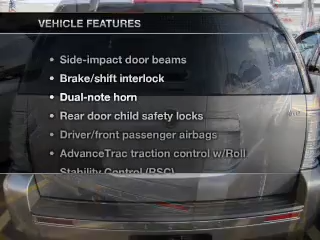 VEHICLE FEATURES
• Side-impact door beams
• Brake/shift interlock
• Dual-note horn
• Rear door child safety locks
• Driver/front passenger airbags
• AdvanceTrac traction control w/Roll
Stability Control (RSC)